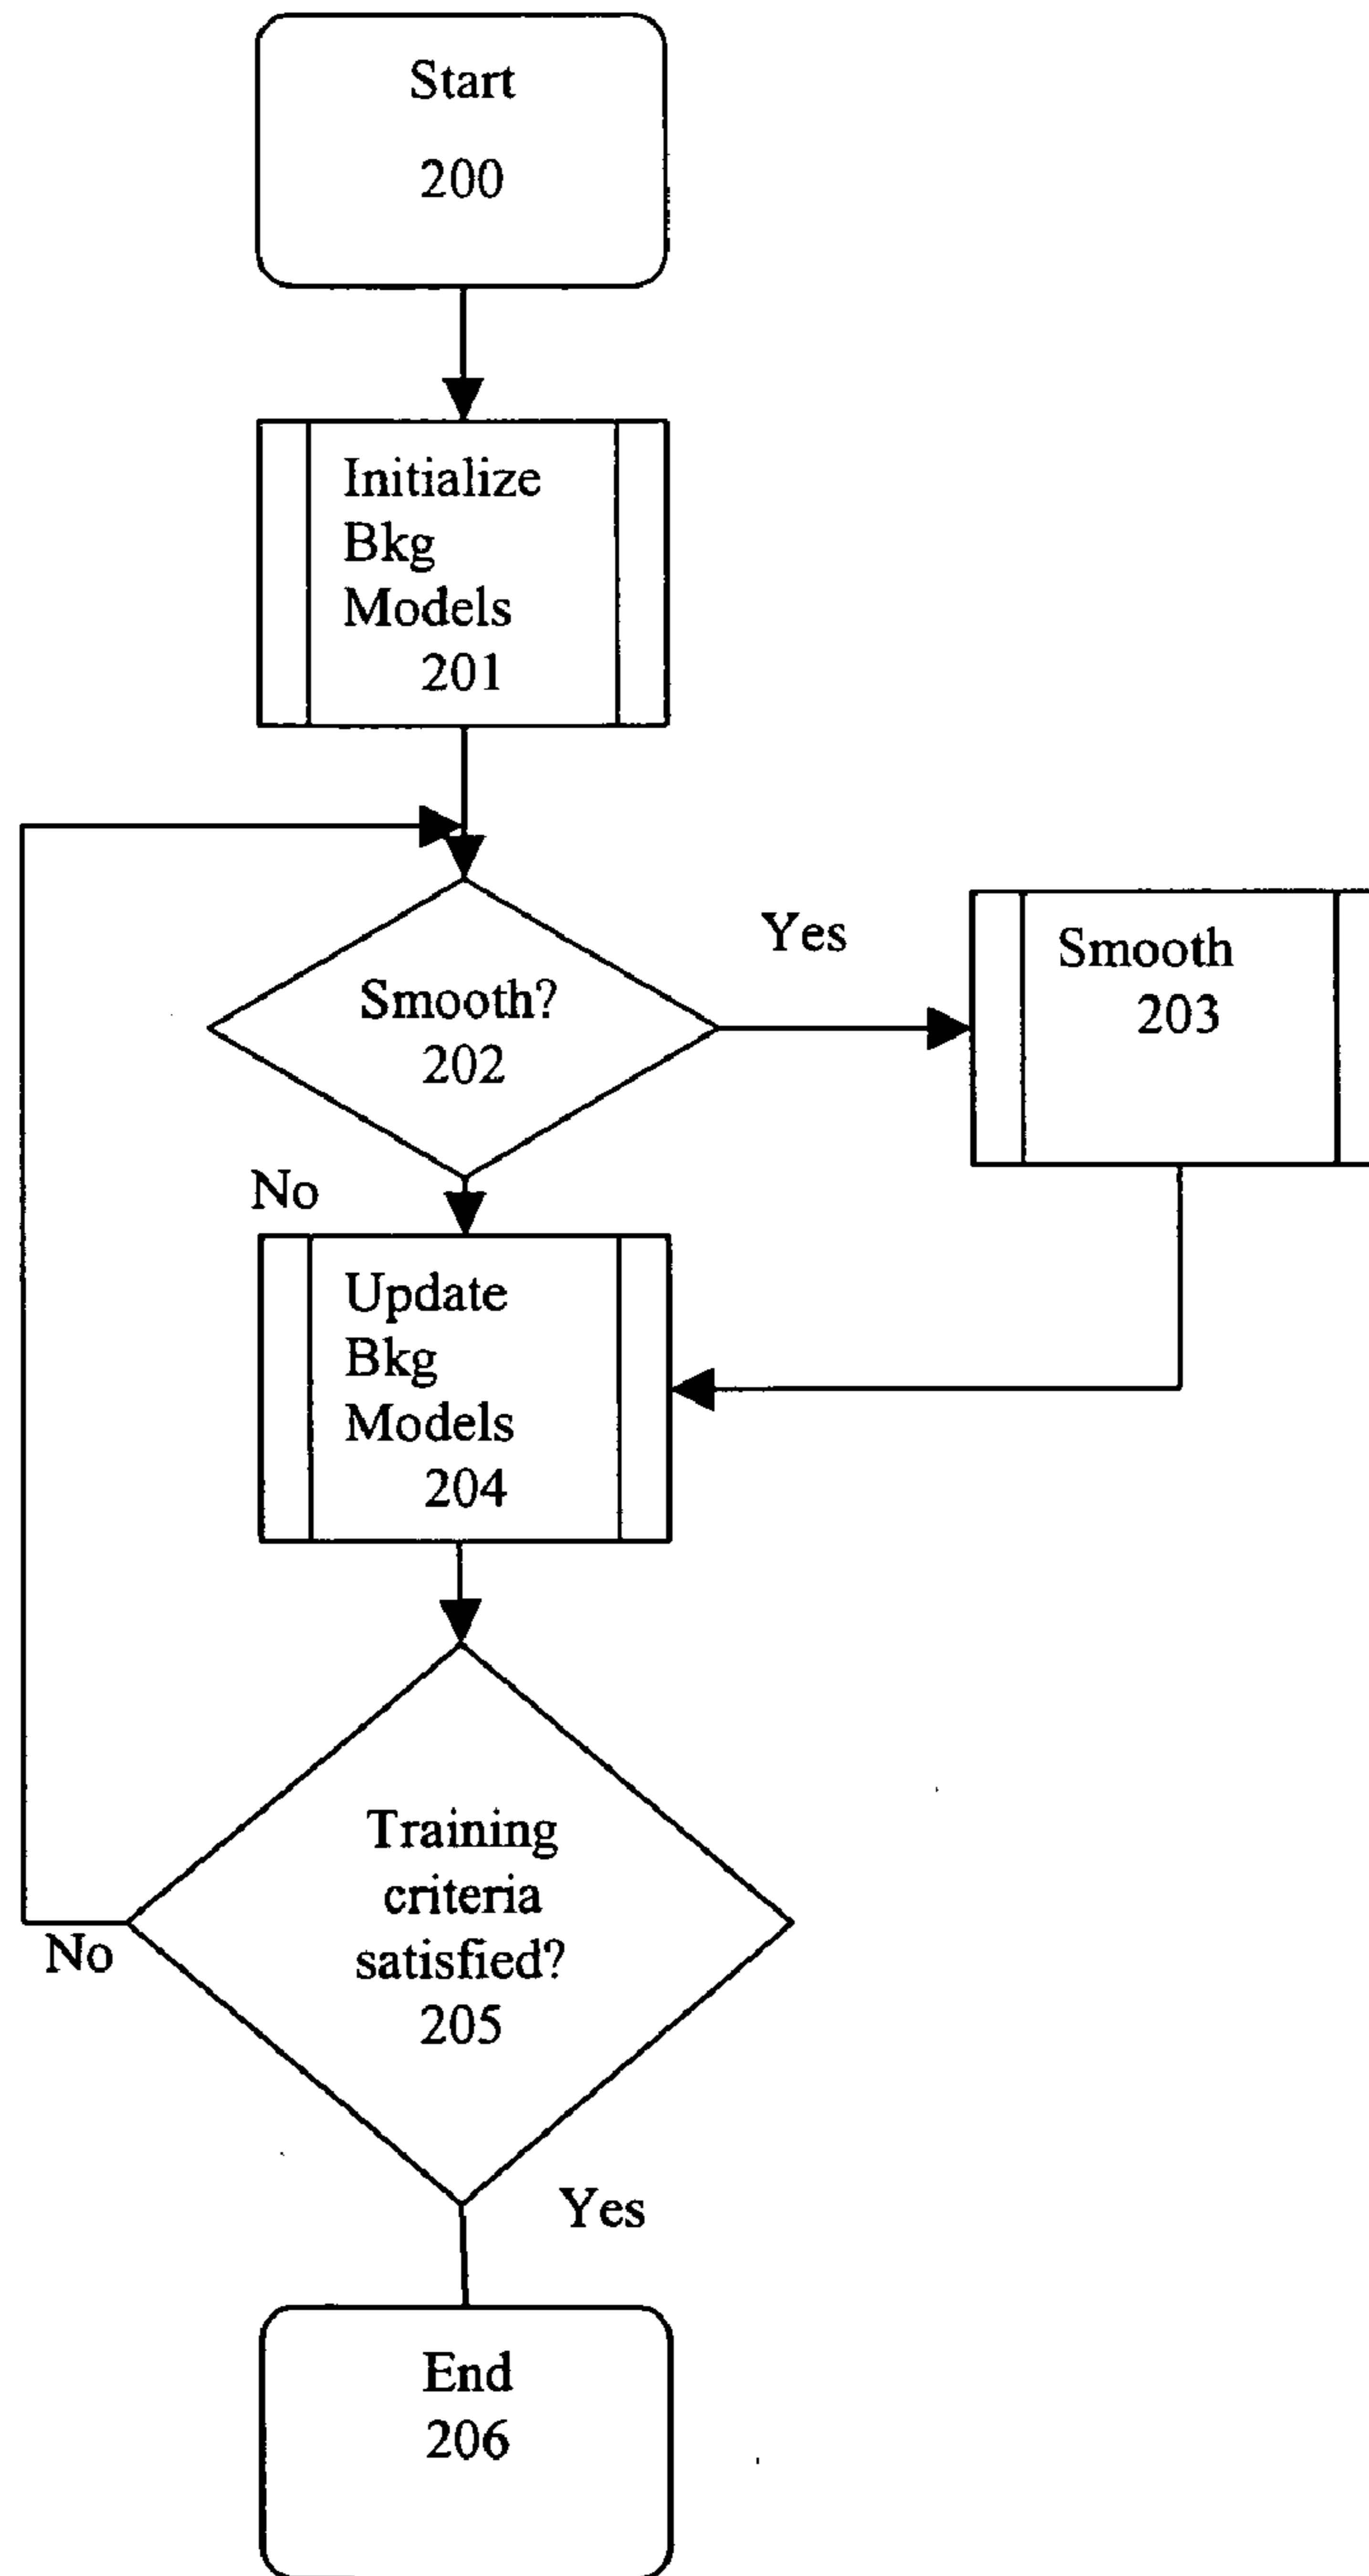 Start
200
Initialize
Bkg
Models
201
Yes
Smooth?
202
Smooth
203
No
Update
Bkg
Models
204
Training
criteria
satisfied?
205
No
Yes
End
206